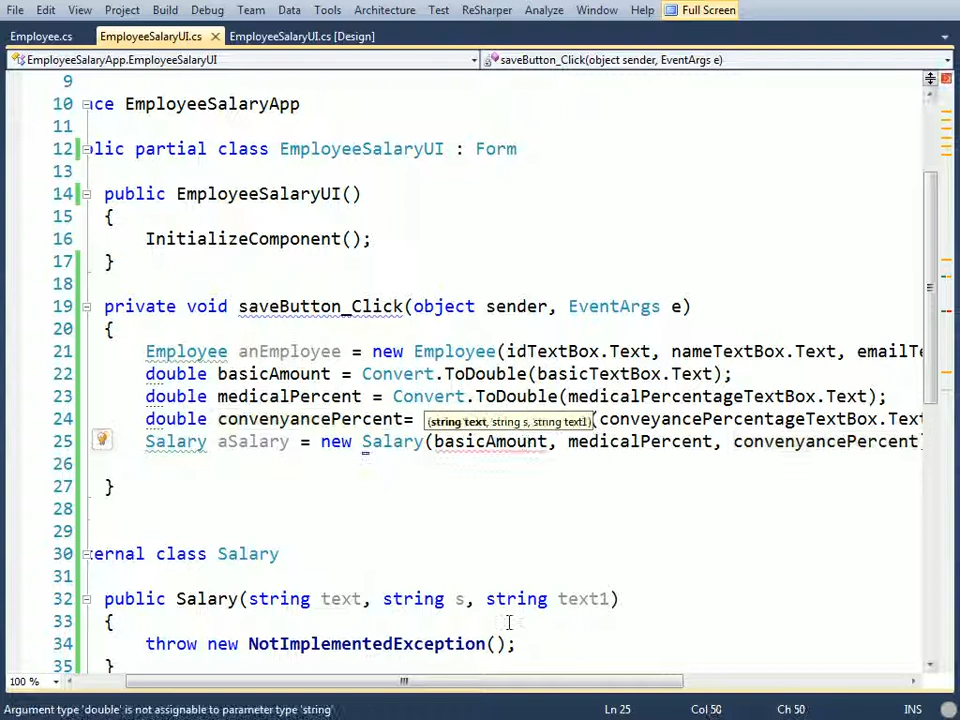 File Edit View Project Build Debug Team Data Tools Architecture Test ReSharper Analyze Window Help Full Screen
Employee.cs EmployeeSalaryUI.cs EmployeeSalaryUI.cs [Design]
EmployeeSalaryApp.EmployeeSalaryUI saveButton_Click(object sender, EventArgs e)
9
10 ace EmployeeSalaryApp
11
12 blic partial class EmployeeSalaryUI : Form
13
14 public EmployeeSalaryUI()
15 {
16 InitializeComponent();
17 }
18
19 private void saveButton_Click(object sender, EventArgs e)
20 {
21 Employee anEmployee = new Employee(idTextBox.Text, nameTextBox.Text, emailTe
22 double basicAmount = Convert.ToDouble(basicTextBox.Text);
23 double medicalPercent = Convert.ToDouble(medicalPercentageTextBox.Text);
24 double convenyancePercent= (string text, string s, string text1) (conveyancePercentageTextBox.Text
25 Salary aSalary = new Salary(basicAmount, medicalPercent, convenyancePercent)
26
27 }
28
29
30 ternal class Salary
31
32 public Salary(string text, string s, string text1)
33 {
34 throw new NotImplementedException();
35 }
100 %
Argument type 'double' is not assignable to parameter type 'string' Ln 25 Col 50 Ch 50 INS